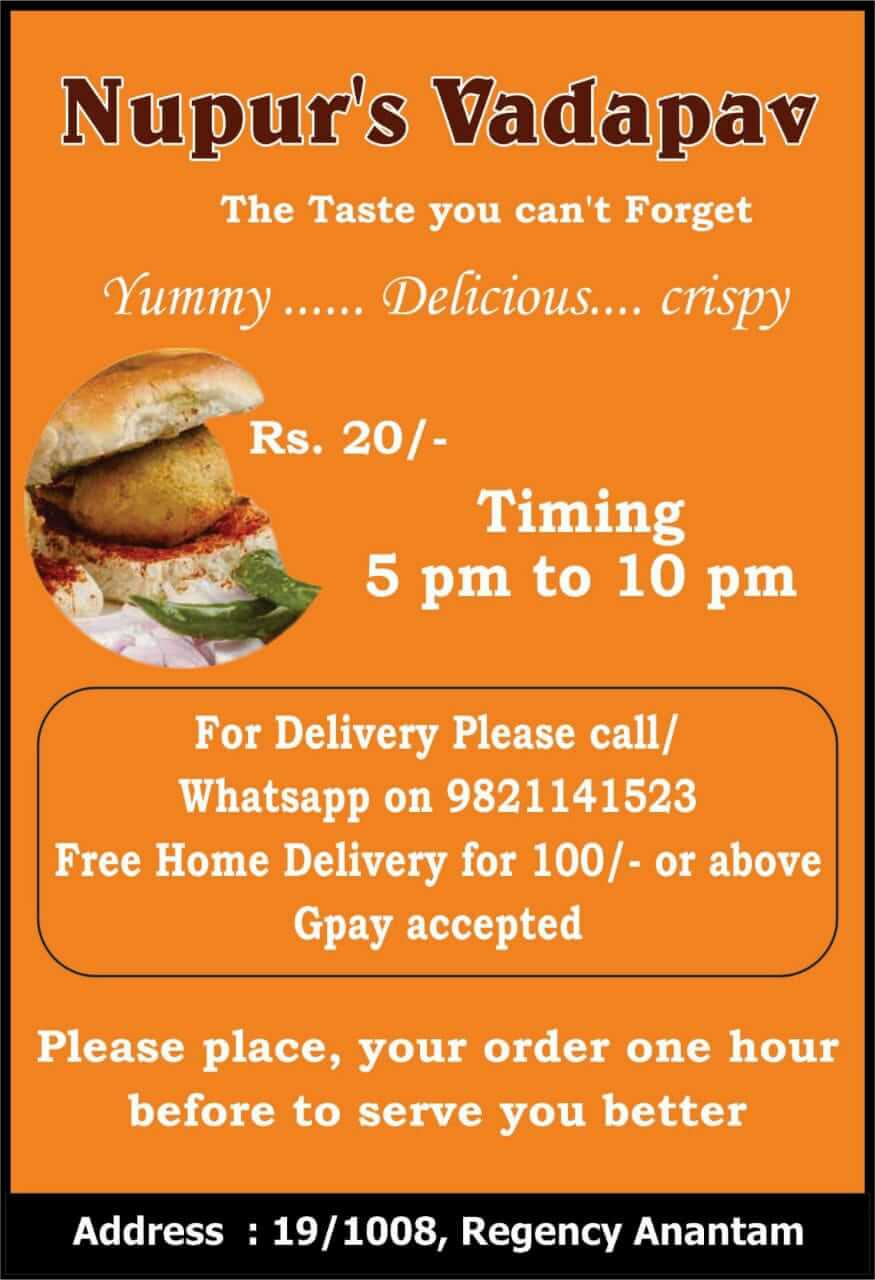 Nupur's Vadapav
The Taste you can't Forget
Yummy ...... Delicious.... crispy
Rs. 20/-
Timing
5 pm to 10 pm
For Delivery Please call/
Whatsapp on 9821141523
Free Home Delivery for 100/- or above
Gpay accepted
Please place, your order one hour
before to serve you better
Address : 19/1008, Regency Anantam